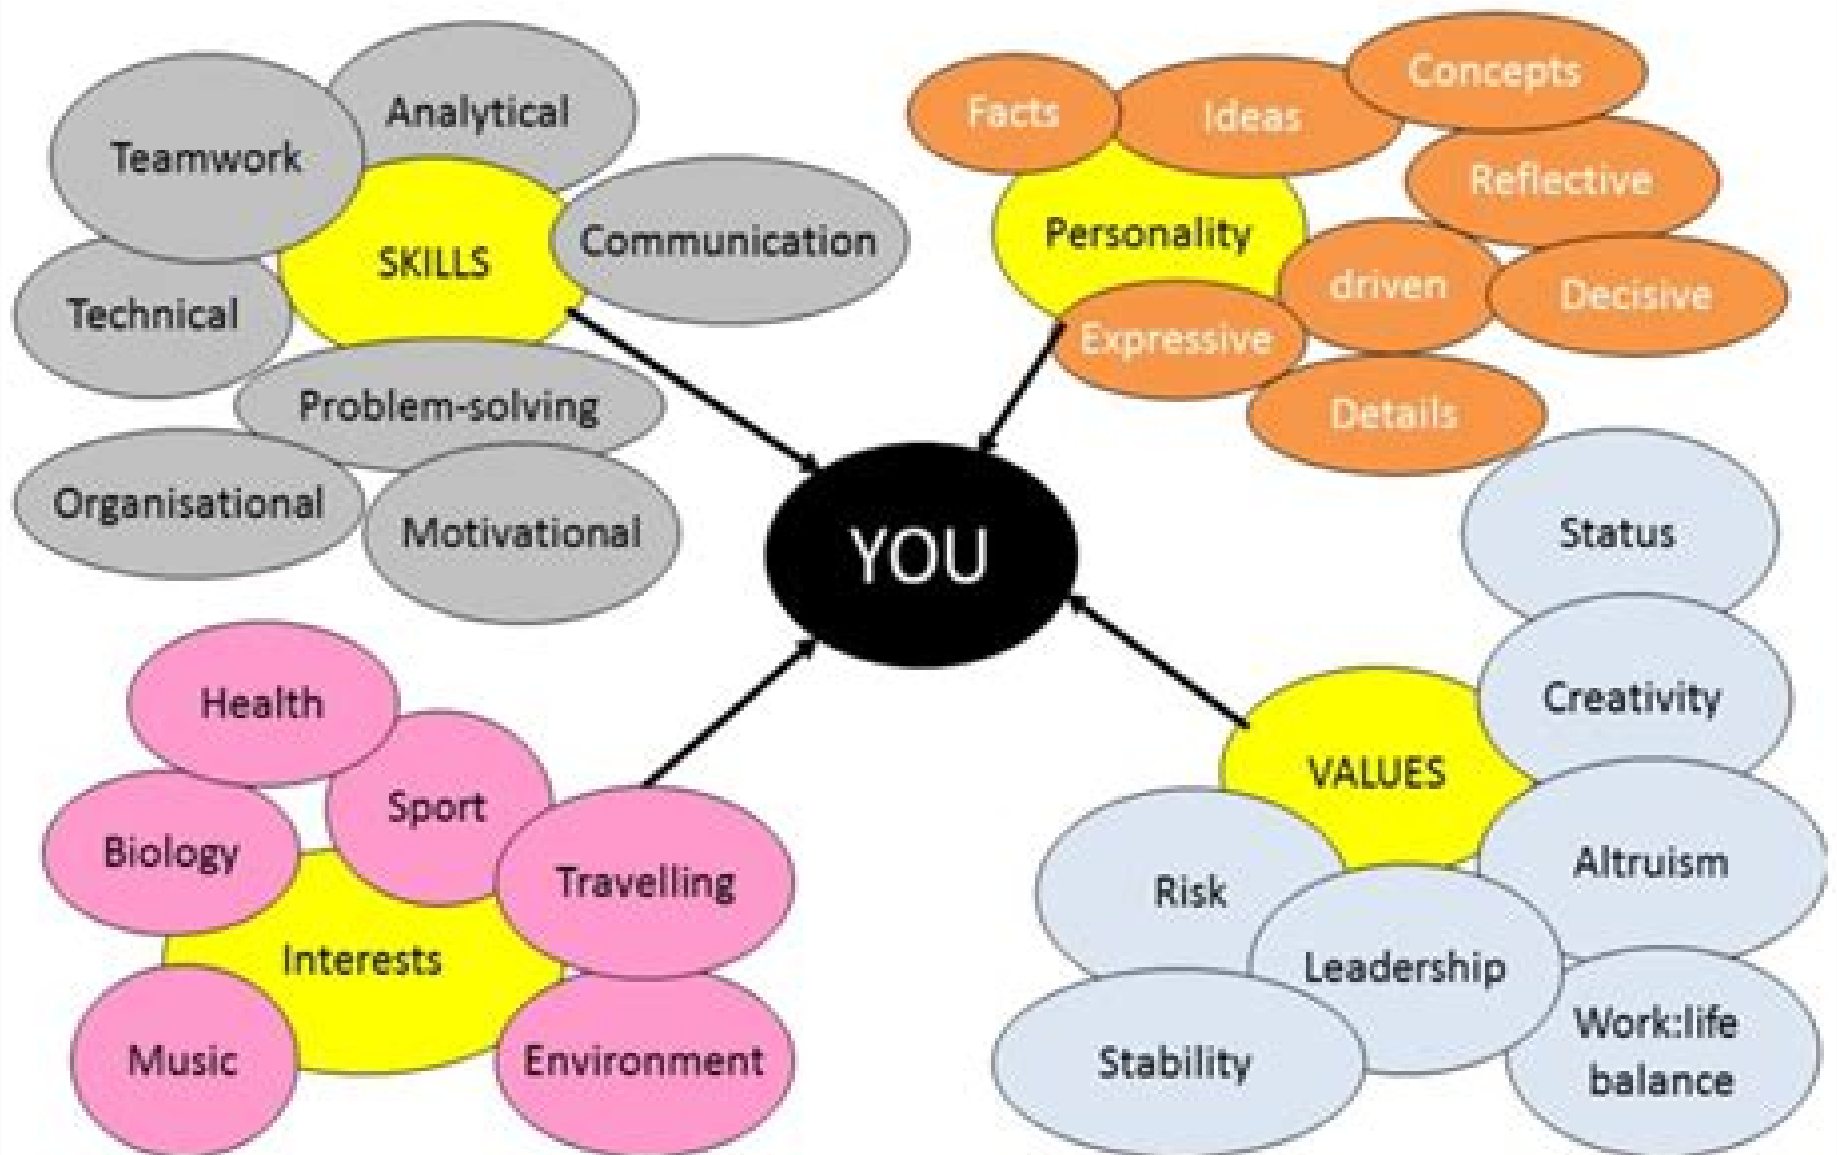 Analytical
Teamwork
SKILLS
Communication
Technical
Problem-solving
Organisational
Motivational
Facts
Ideas
Concepts
Reflective
Personality
driven
Decisive
Expressive
Details
YOU
Health
Sport
Biology
Travelling
Interests
Music
Environment
Status
Creativity
VALUES
Altruism
Risk
Leadership
Stability
Work:life
balance